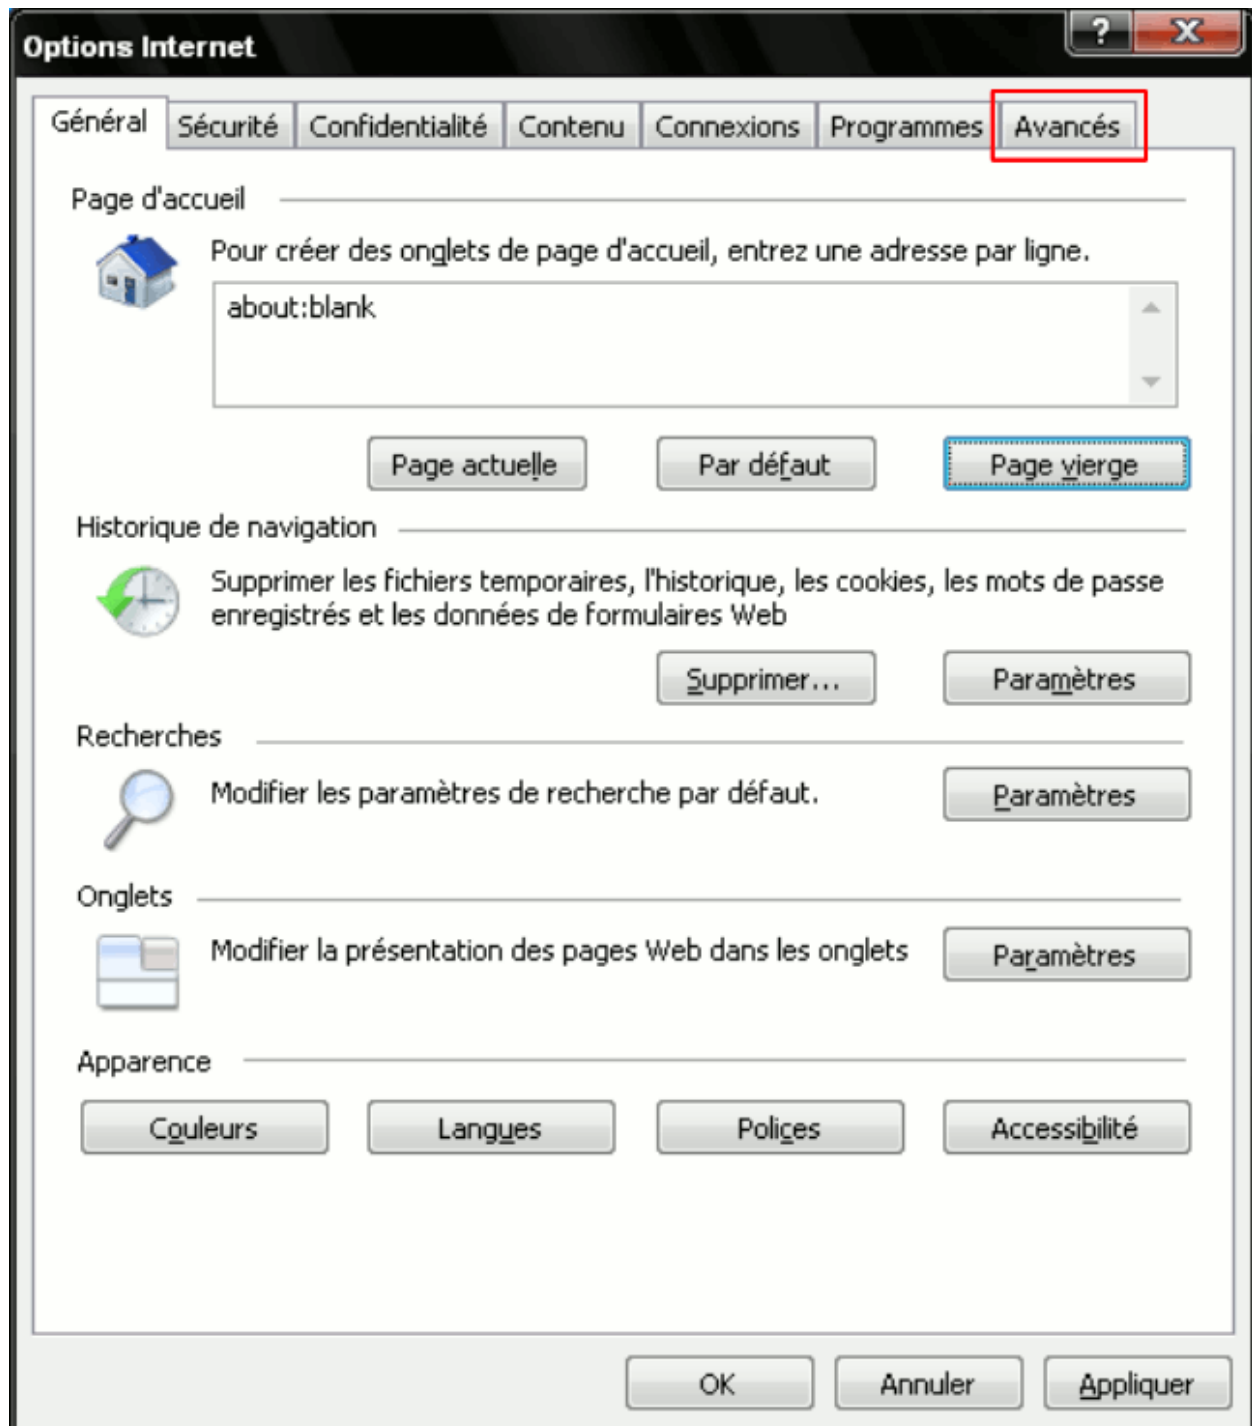 Options Internet
?
Général Sécurité Confidentialité Contenu Connexions Programmes Avancés
Page d'accueil
Pour créer des onglets de page d'accueil, entrez une adresse par ligne.
about:blank
Page actuelle Par défaut Page vierge
Historique de navigation
Supprimer les fichiers temporaires, l'historique, les cookies, les mots de passe
enregistrés et les données de formulaires Web
Supprimer... Paramètres
Recherches
Modifier les paramètres de recherche par défaut. Paramètres
Onglets
Modifier la présentation des pages Web dans les onglets Paramètres
Apparence
Couleurs Langues Polices Accessibilité
OK Annuler Appliquer